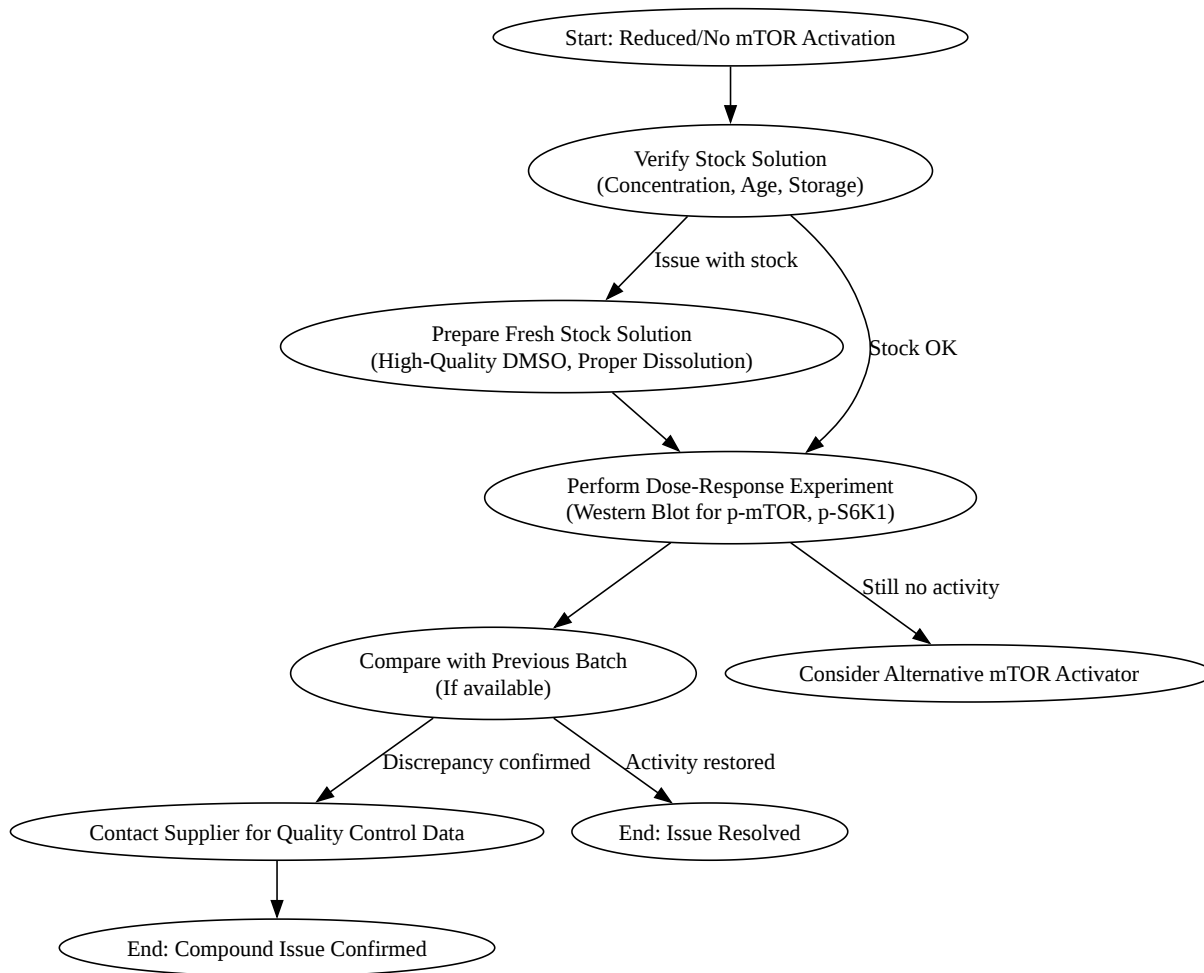 Start: Reduced/No mTOR Activation
Verify Stock Solution
(Concentration, Age, Storage)
Issue with stock
Prepare Fresh Stock Solution
(High-Quality DMSO, Proper Dissolution)
Stock OK
Perform Dose-Response Experiment
(Western Blot for p-mTOR, p-S6K1)
Still no activity
Compare with Previous Batch
(If available)
Consider Alternative mTOR Activator
Discrepancy confirmed
Activity restored
Contact Supplier for Quality Control Data
End: Issue Resolved
End: Compound Issue Confirmed